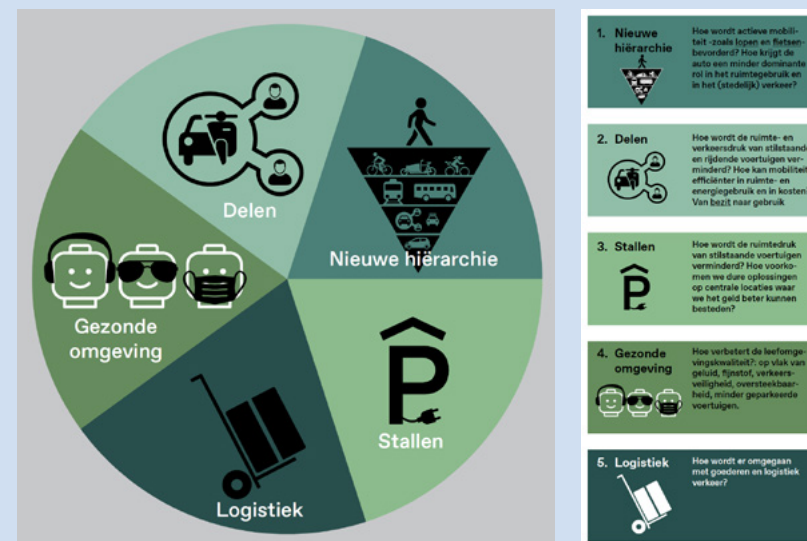 Delen
Nieuwe hiërarchie
Gezonde
omgeving
P
Stallen
Logistiek
1. Nieuwe
hiërarchie
Hoe wordt actieve mobili-
teit -zoals lopen en fietsen-
bevorderd? Hoe krijgt de
auto een minder dominante
rol in het ruimtegebruik en
in het (stedelijk) verkeer?
2. Delen
Hoe wordt de ruimte- en
verkeersdruk van stilstaande
en rijdende voertuigen ver-
minderd? Hoe kan mobiliteit
efficiënter in ruimte- en
energiegebruik en in kosten
Van bezit naar gebruik
3. Stallen
P
Hoe wordt de ruimtedruk
van stilstaande voertuigen
verminderd? Hoe voorko-
men we dure oplossingen
op centrale locaties waar
we het geld beter kunnen
besteden?
4. Gezonde
omgeving
Hoe verbetert de leefomge-
vingskwaliteit?: op vlak van
geluid, fijnstof, verkeers-
veiligheid, oversteekbaar-
heid, minder geparkeerde
voertuigen.
5. Logistiek
Hoe wordt er omgegaan
met goederen en logistiek
verkeer?